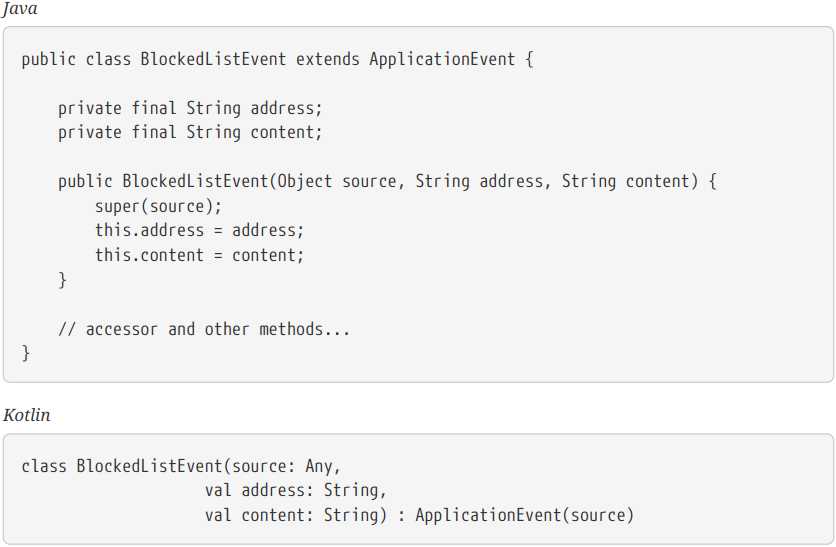 Java
public class BlockedListEvent extends ApplicationEvent {
    private final String address;
    private final String content;
    public BlockedListEvent(Object source, String address, String content) {
        super(source);
        this.address = address;
        this.content = content;
    }
    // accessor and other methods...
}
Kotlin
class BlockedListEvent(source: Any,
                    val address: String,
                    val content: String) : ApplicationEvent(source)